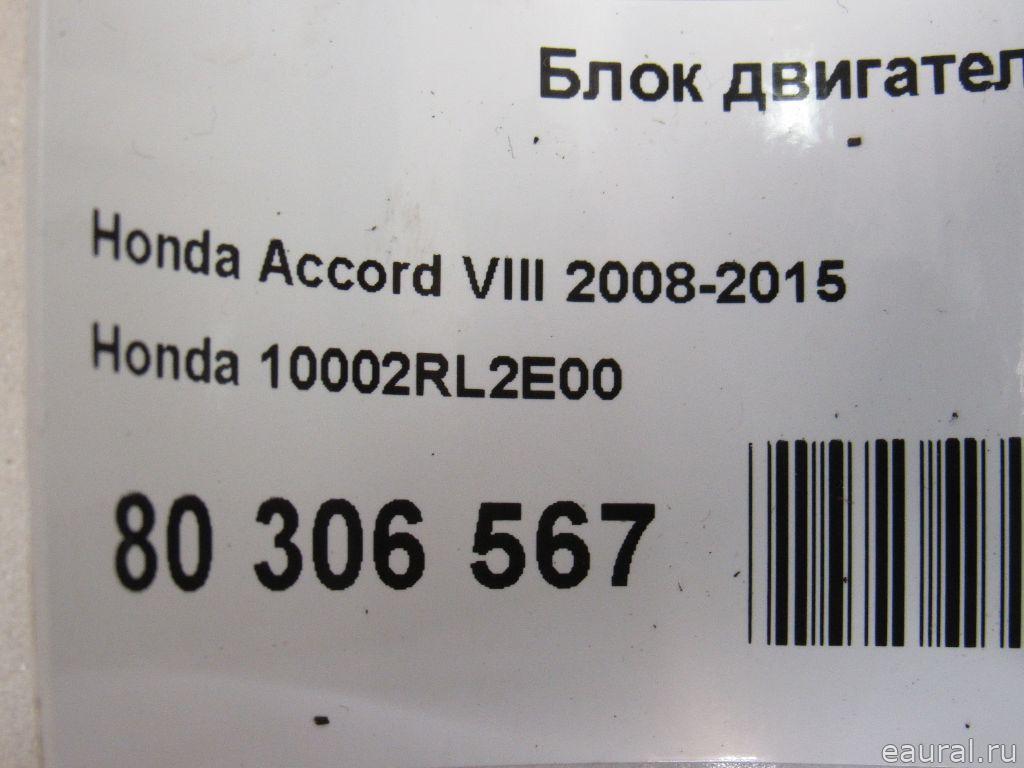 Блок двигател
Honda Accord VIII 2008-2015
Honda 10002RL2E00
80 306 567
eaural.ru